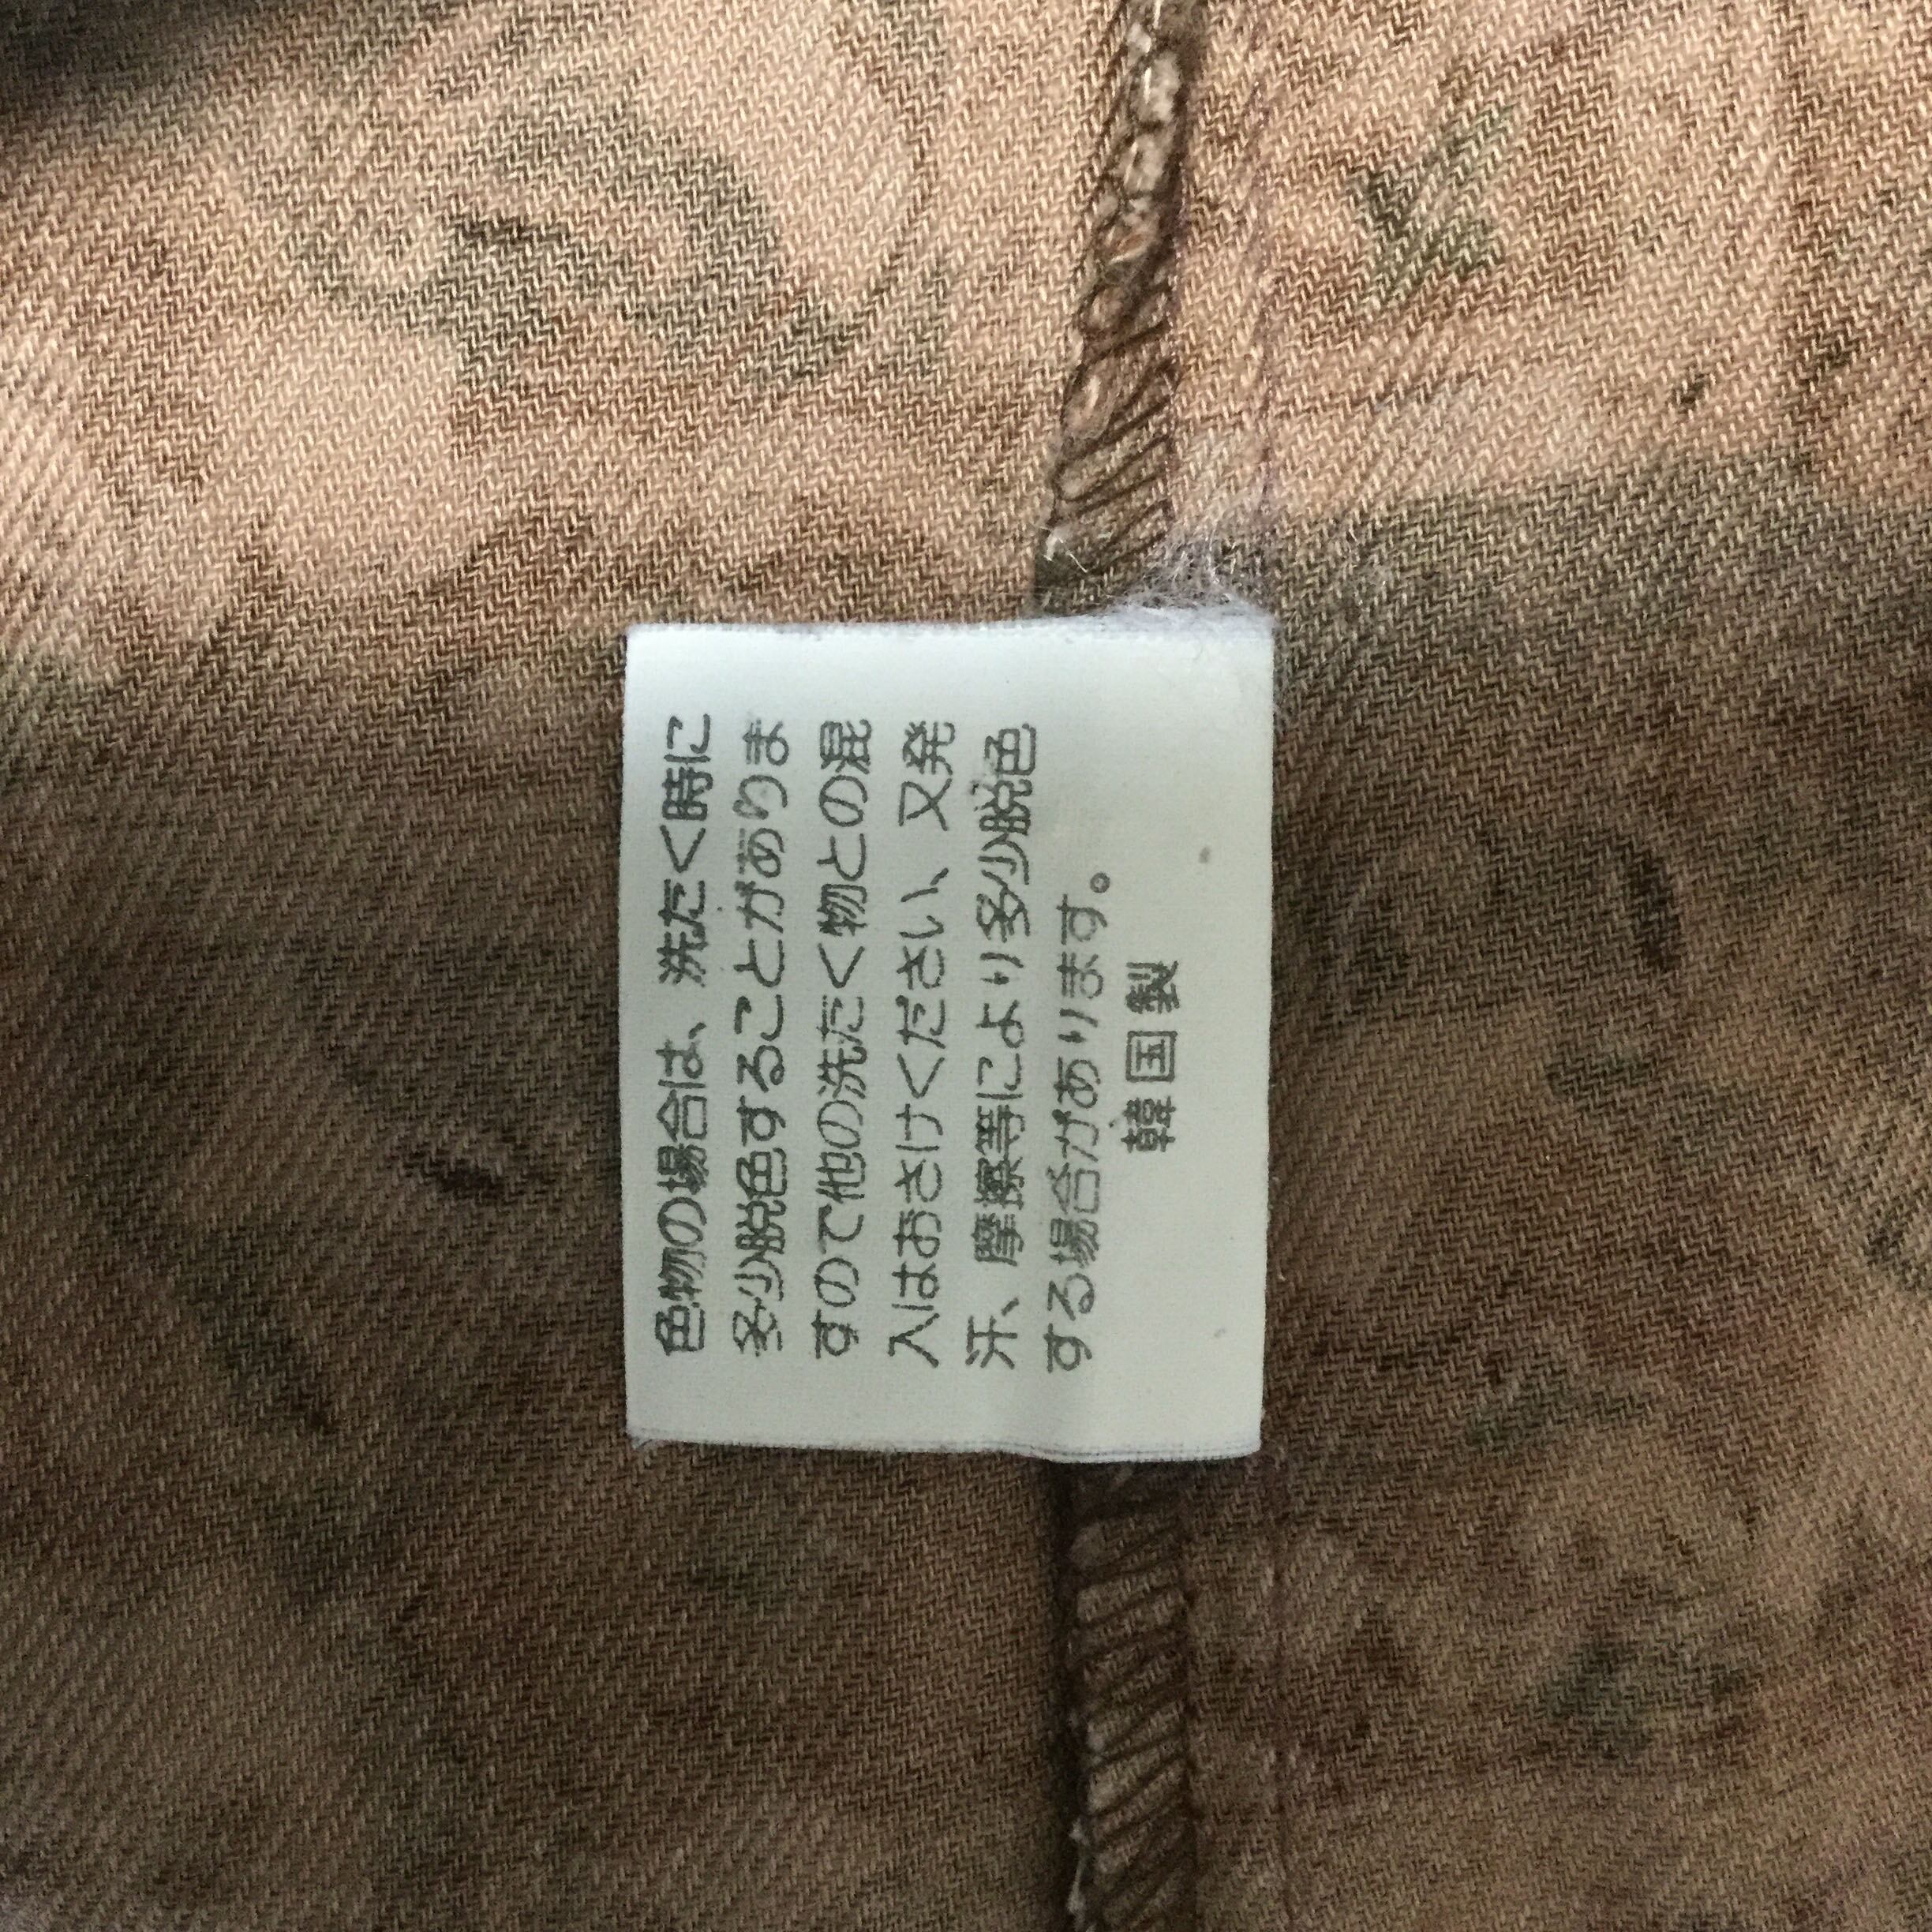 色物の場合は、洗たく時に
多少脱色することがありま
すので他の洗たく物との混
入はおさけください、又発
汗、摩擦等により多少脱色
する場合があります。
韓国製